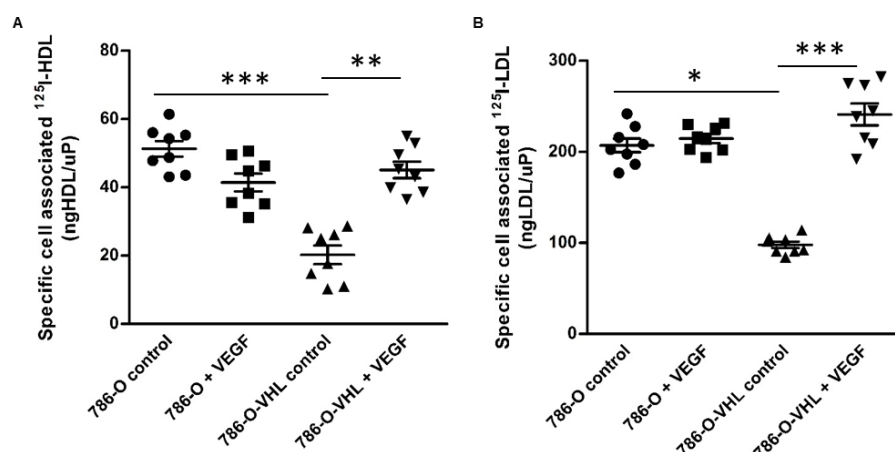 A
Specific cell associated ¹²⁵I-HDL
(ngHDL/uP)
80
60
40
20
0
***
**
786-O control
786-O + VEGF
786-O-VHL control
786-O-VHL + VEGF
B
Specific cell associated ¹²⁵I-LDL
(ngLDL/uP)
300
200
100
0
*
***
786-O control
786-O + VEGF
786-O-VHL control
786-O-VHL + VEGF